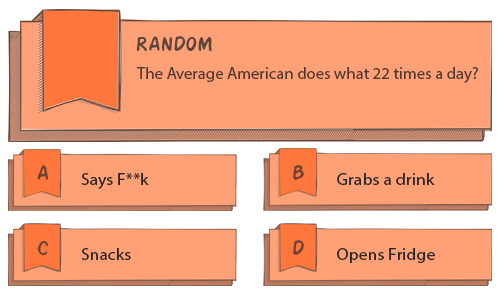 RANDOM
The Average American does what 22 times a day?
A
Says F**k
B
Grabs a drink
C
Snacks
D
Opens Fridge